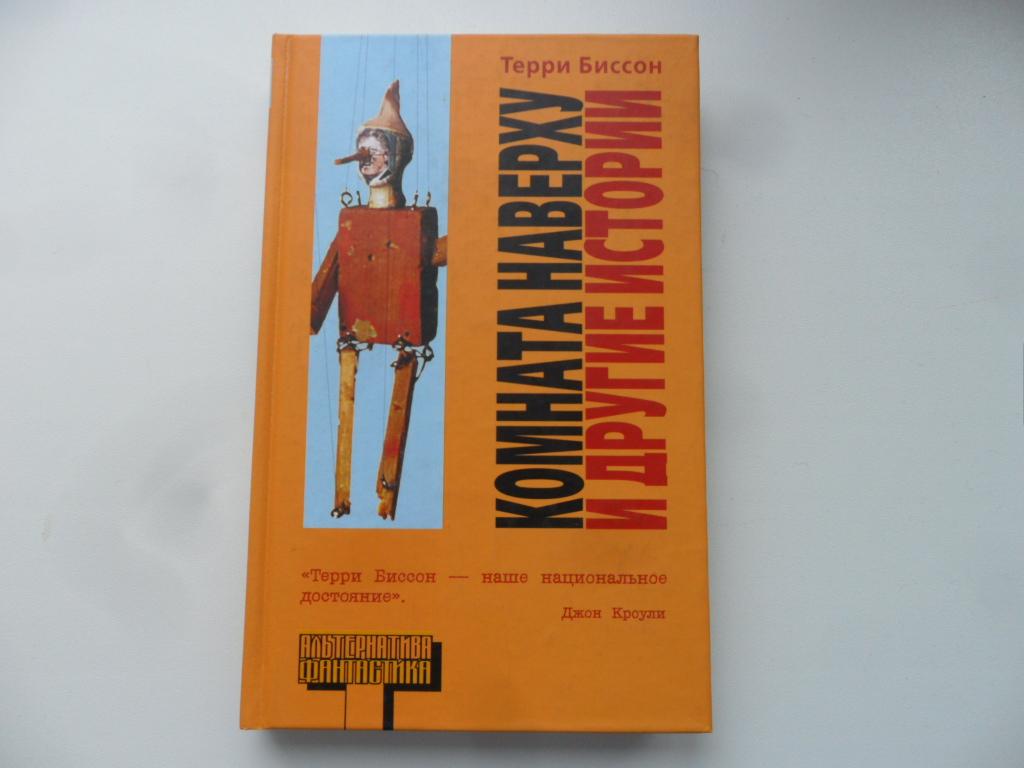 Терри Биссон
КОМНАТА НАВЕРХУ
И ДРУГИЕ ИСТОРИИ
«Терри Биссон — наше национальное
достояние».
Джон Кроули
АЛЬТЕРНАТИВА
ФАНТАСТИКА